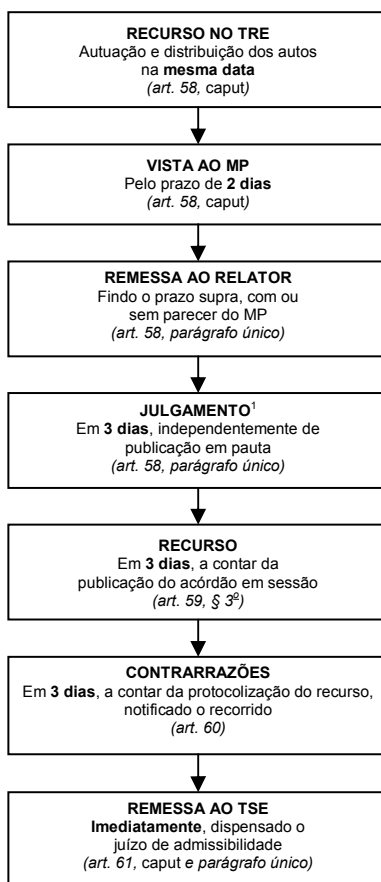 RECURSO NO TRE
Autuação e distribuição dos autos
na mesma data
(art. 58, caput)
VISTA AO MP
Pelo prazo de 2 dias
(art. 58, caput)
REMESSA AO RELATOR
Findo o prazo supra, com ou
sem parecer do MP
(art. 58, parágrafo único)
JULGAMENTO¹
Em 3 dias, independentemente de
publicação em pauta
(art. 58, parágrafo único)
RECURSO
Em 3 dias, a contar da
publicação do acórdão em sessão
(art. 59, § 3º)
CONTRARRAZÕES
Em 3 dias, a contar da protocolização do recurso,
notificado o recorrido
(art. 60)
REMESSA AO TSE
Imediatamente, dispensado o
juízo de admissibilidade
(art. 61, caput e parágrafo único)